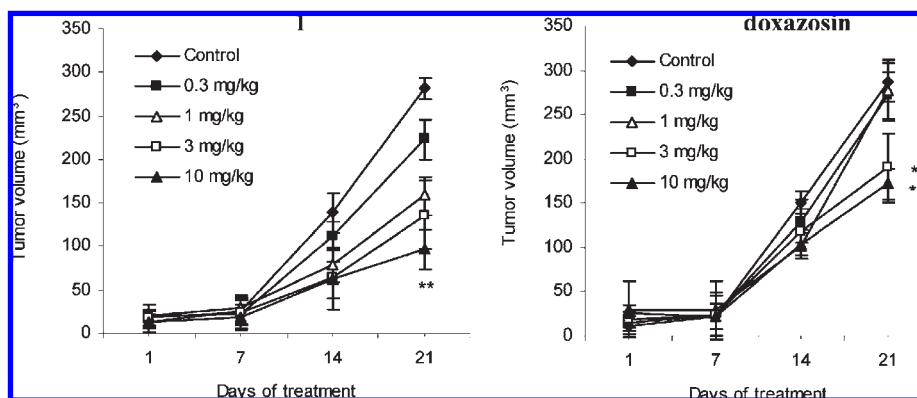 l
doxazosin
350
300
250
200
150
100
50
0
Tumor volume (mm³)
Control
0.3 mg/kg
1 mg/kg
3 mg/kg
10 mg/kg
**
1 7 14 21
Days of treatment
350
300
250
200
150
100
50
0
Tumor volume (mm³)
Control
0.3 mg/kg
1 mg/kg
3 mg/kg
10 mg/kg
*
*
1 7 14 21
Days of treatment